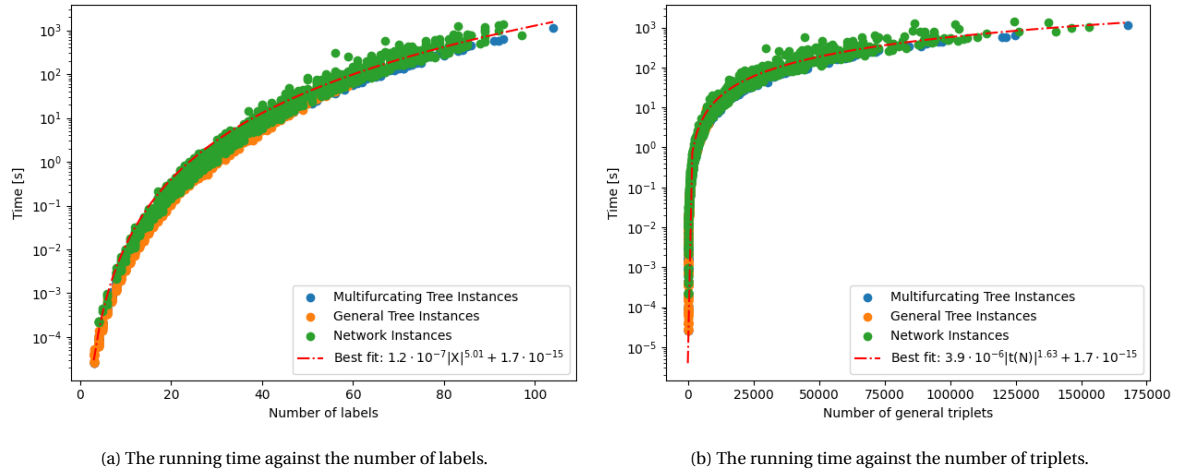 10³
10²
10¹
10⁰
10⁻¹
10⁻²
10⁻³
10⁻⁴
Time [s]
0
20
40
60
80
100
Number of labels
Multifurcating Tree Instances
General Tree Instances
Network Instances
Best fit: 1.2 · 10⁻⁷|X|⁵·⁰¹ + 1.7 · 10⁻¹⁵
(a) The running time against the number of labels.
10³
10²
10¹
10⁰
10⁻¹
10⁻²
10⁻³
10⁻⁴
10⁻⁵
Time [s]
0
25000
50000
75000
100000
125000
150000
175000
Number of general triplets
Multifurcating Tree Instances
General Tree Instances
Network Instances
Best fit: 3.9 · 10⁻⁶|t(N)|¹·⁶³ + 1.7 · 10⁻¹⁵
(b) The running time against the number of triplets.